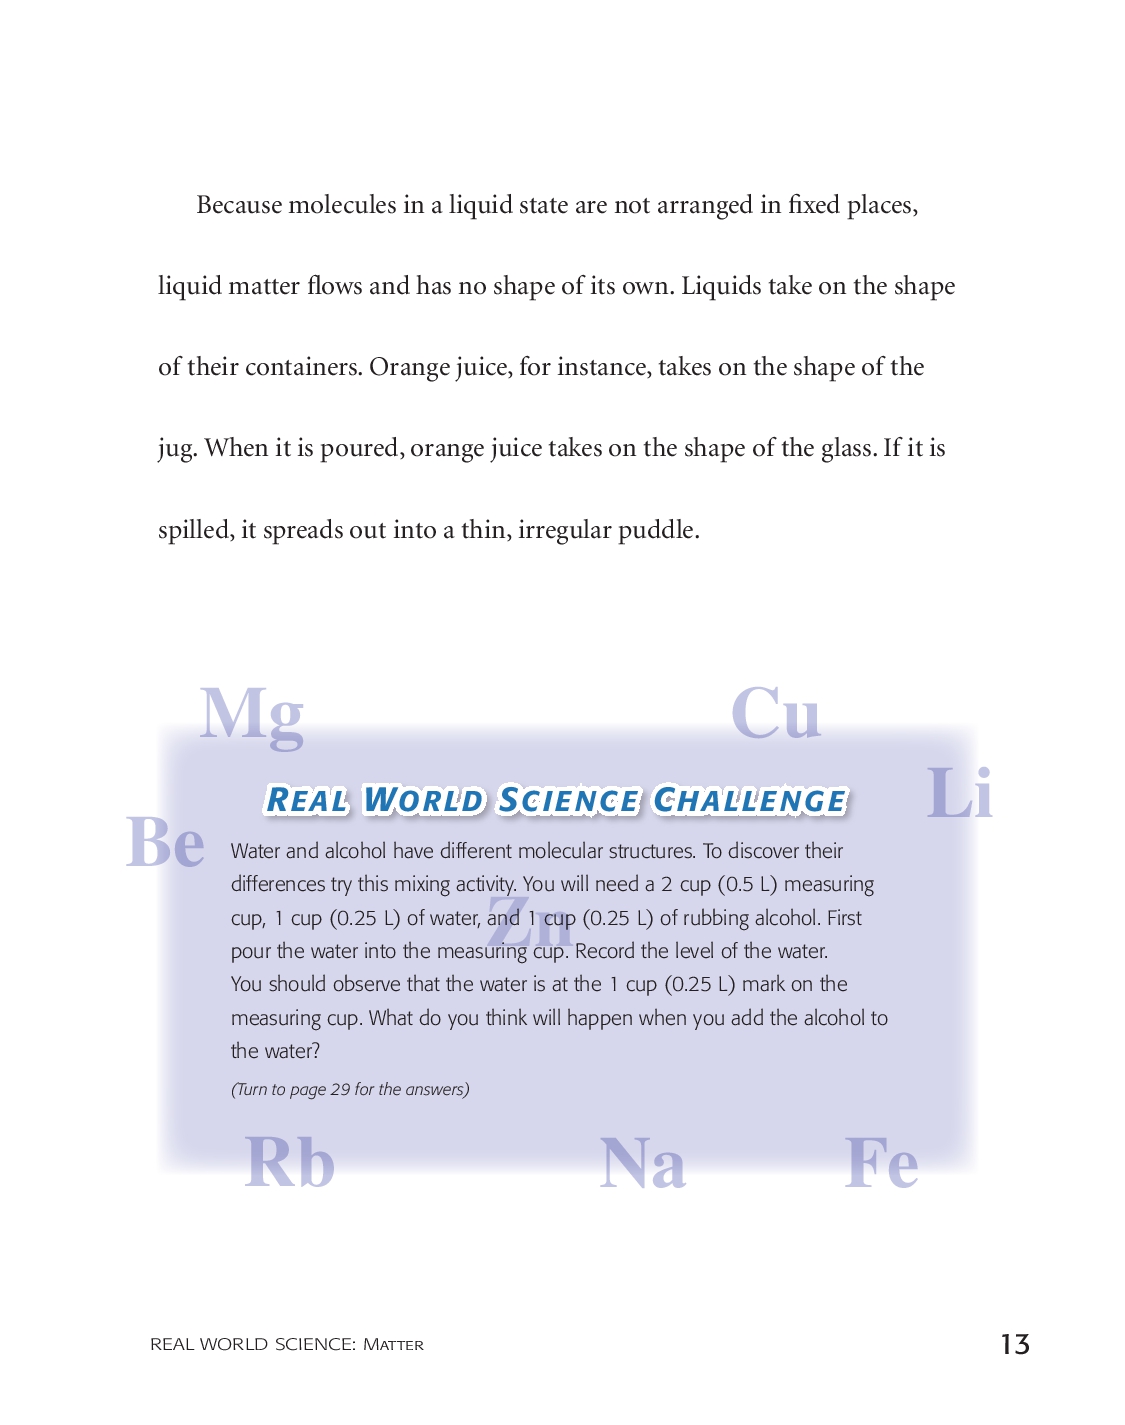 Because molecules in a liquid state are not arranged in fixed places,
liquid matter flows and has no shape of its own. Liquids take on the shape
of their containers. Orange juice, for instance, takes on the shape of the
jug. When it is poured, orange juice takes on the shape of the glass. If it is
spilled, it spreads out into a thin, irregular puddle.
Mg
Cu
Li
Be
REAL WORLD SCIENCE CHALLENGE
Water and alcohol have different molecular structures. To discover their
differences try this mixing activity. You will need a 2 cup (0.5 L) measuring
cup, 1 cup (0.25 L) of water, and 1 cup (0.25 L) of rubbing alcohol. First
Zn
pour the water into the measuring cup. Record the level of the water.
You should observe that the water is at the 1 cup (0.25 L) mark on the
measuring cup. What do you think will happen when you add the alcohol to
the water?
(Turn to page 29 for the answers)
Rb
Na
Fe
REAL WORLD SCIENCE: MATTER
13